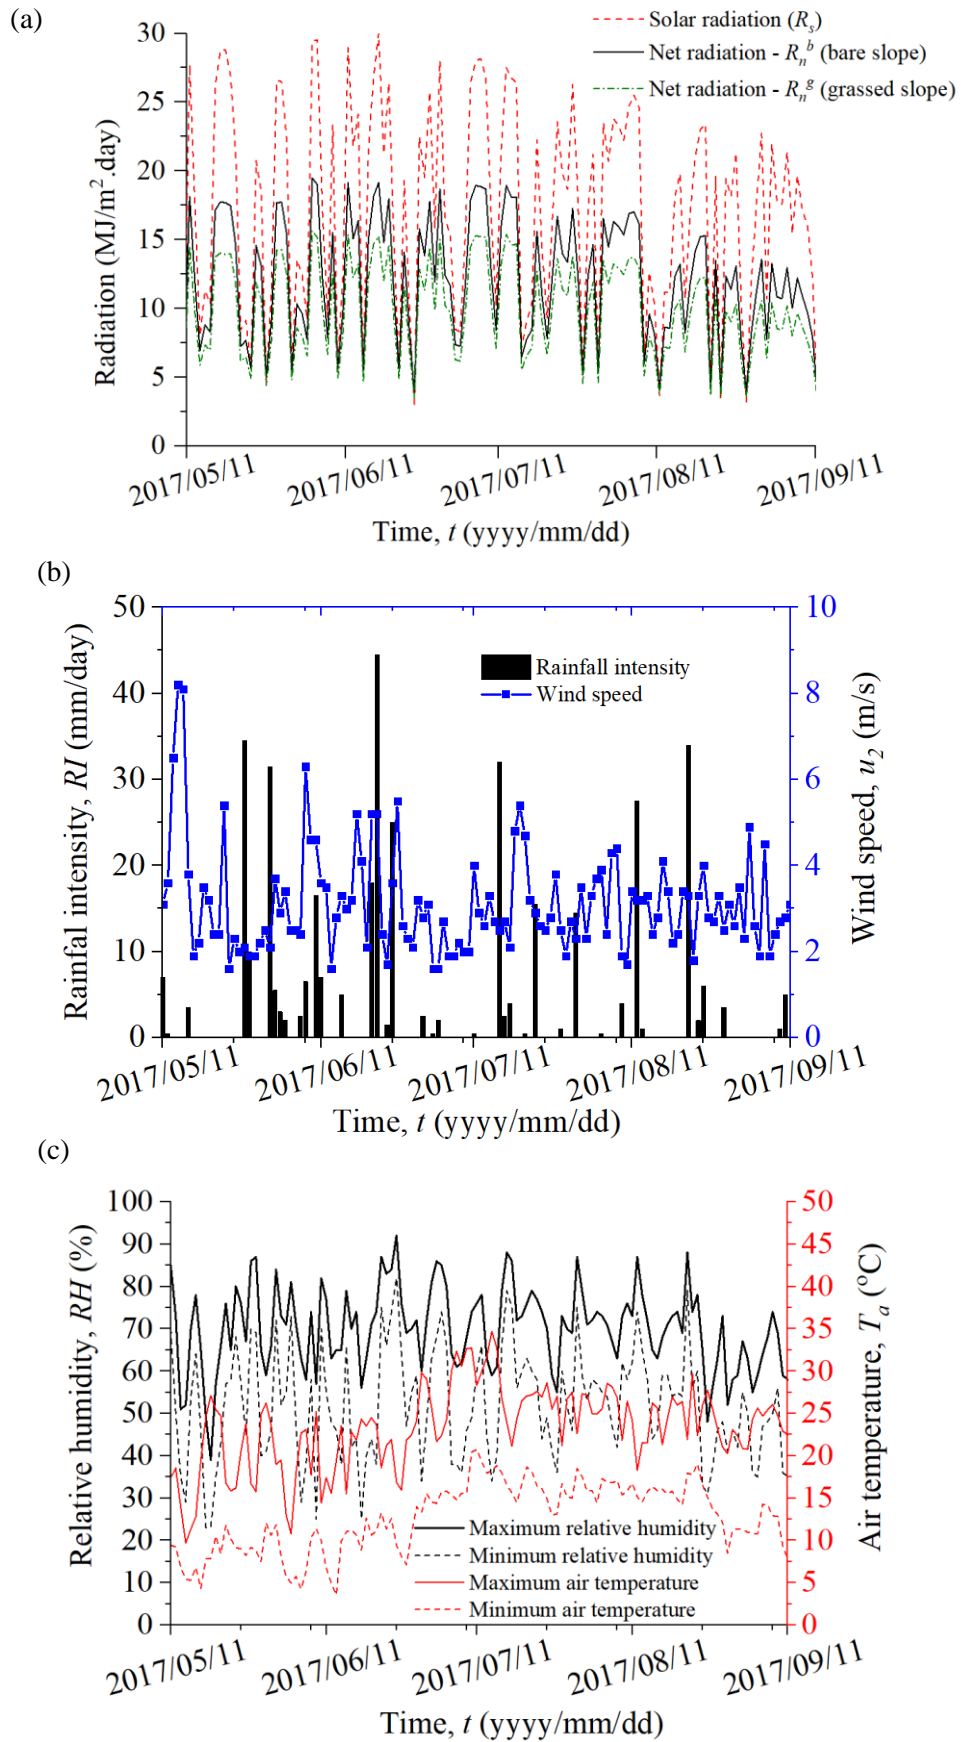 (a)
Solar radiation (Rs)
Net radiation - Rn^b (bare slope)
Net radiation - Rn^g (grassed slope)
30
25
20
15
10
5
0
Radiation (MJ/m².day)
2017/05/11
2017/06/11
2017/07/11
2017/08/11
2017/09/11
Time, t (yyyy/mm/dd)
(b)
50
40
30
20
10
0
Rainfal intensity, RI (mm/day)
Rainfall intensity
Wind speed
10
8
6
4
2
0
Wind speed, u2 (m/s)
2017/05/11
2017/06/11
2017/07/11
2017/08/11
2017/09/11
Time, t (yyyy/mm/dd)
(c)
100
90
80
70
60
50
40
30
20
10
0
Relative humidity, RH (%)
Maximum relative humidity
Minimum relative humidity
Maximum air temperature
Minimum air temperature
50
45
40
35
30
25
20
15
10
5
0
Air temperature, Ta (°C)
2017/05/11
2017/06/11
2017/07/11
2017/08/11
2017/09/11
Time, t (yyyy/mm/dd)